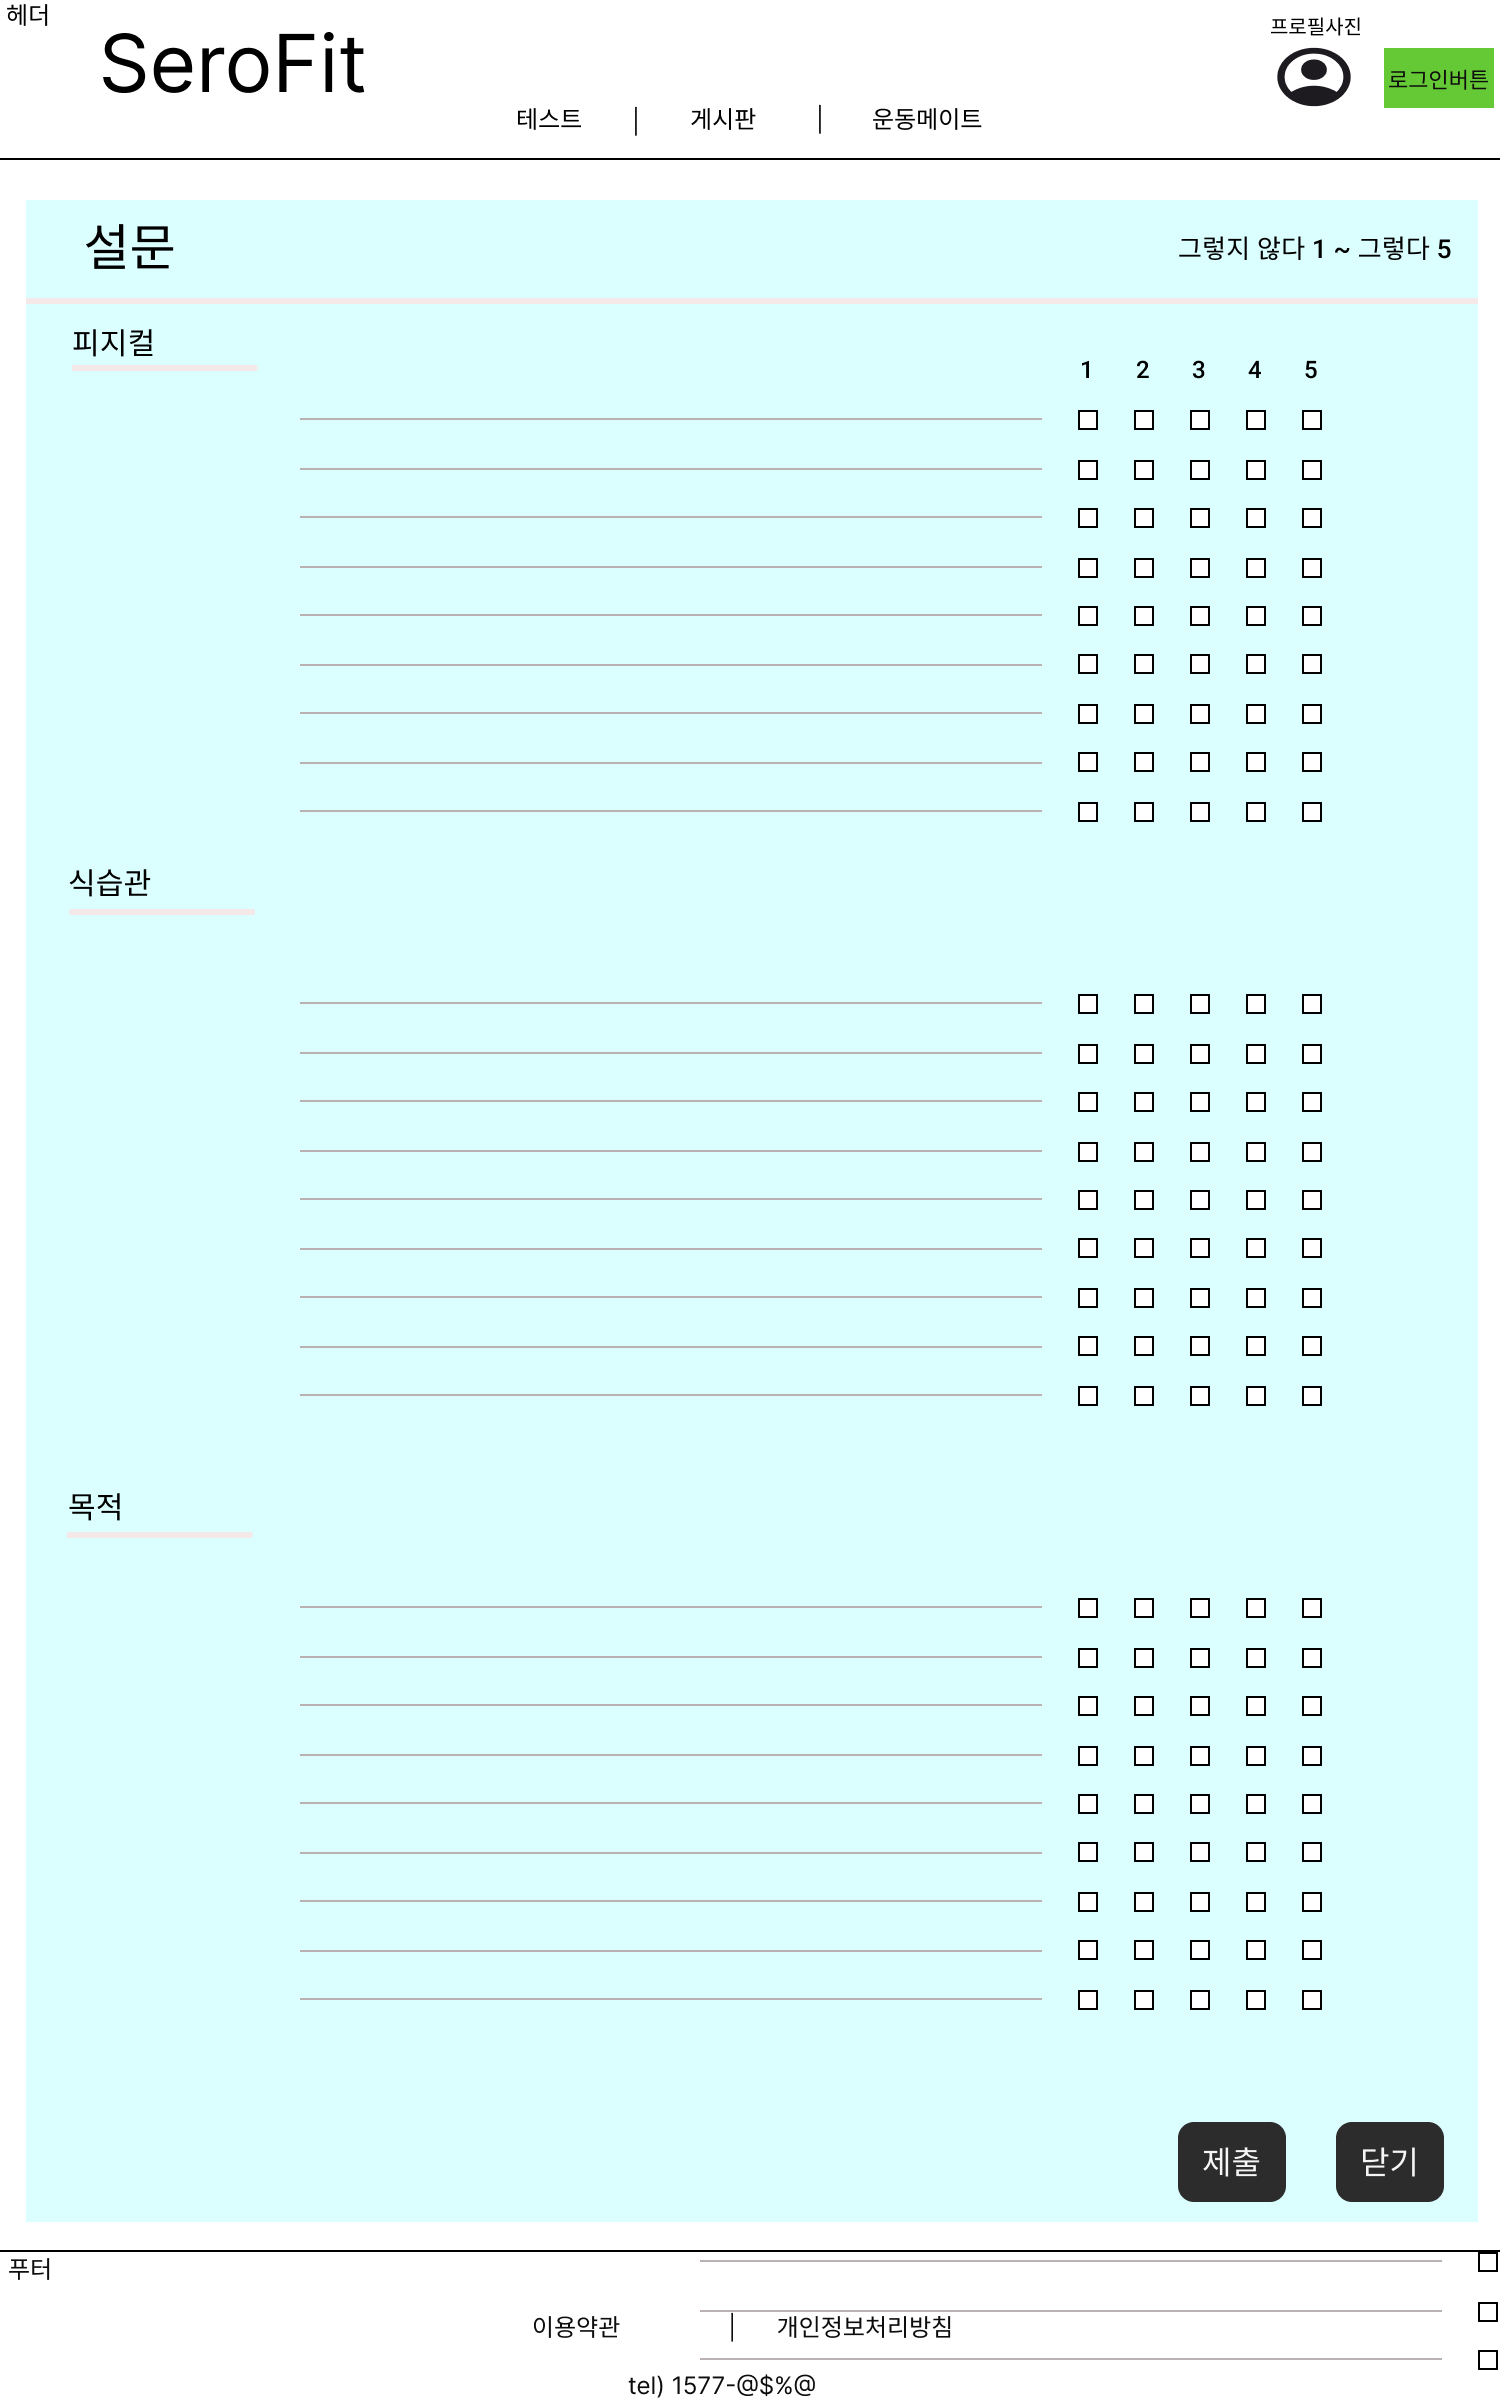 헤더
SeroFit
프로필사진
로그인버튼
테스트 | 게시판 | 운동메이트
설문
그렇지 않다 1 ~ 그렇다 5
피지컬
1 2 3 4 5
식습관
목적
제출 닫기
푸터
이용약관 | 개인정보처리방침
tel) 1577-@$%@